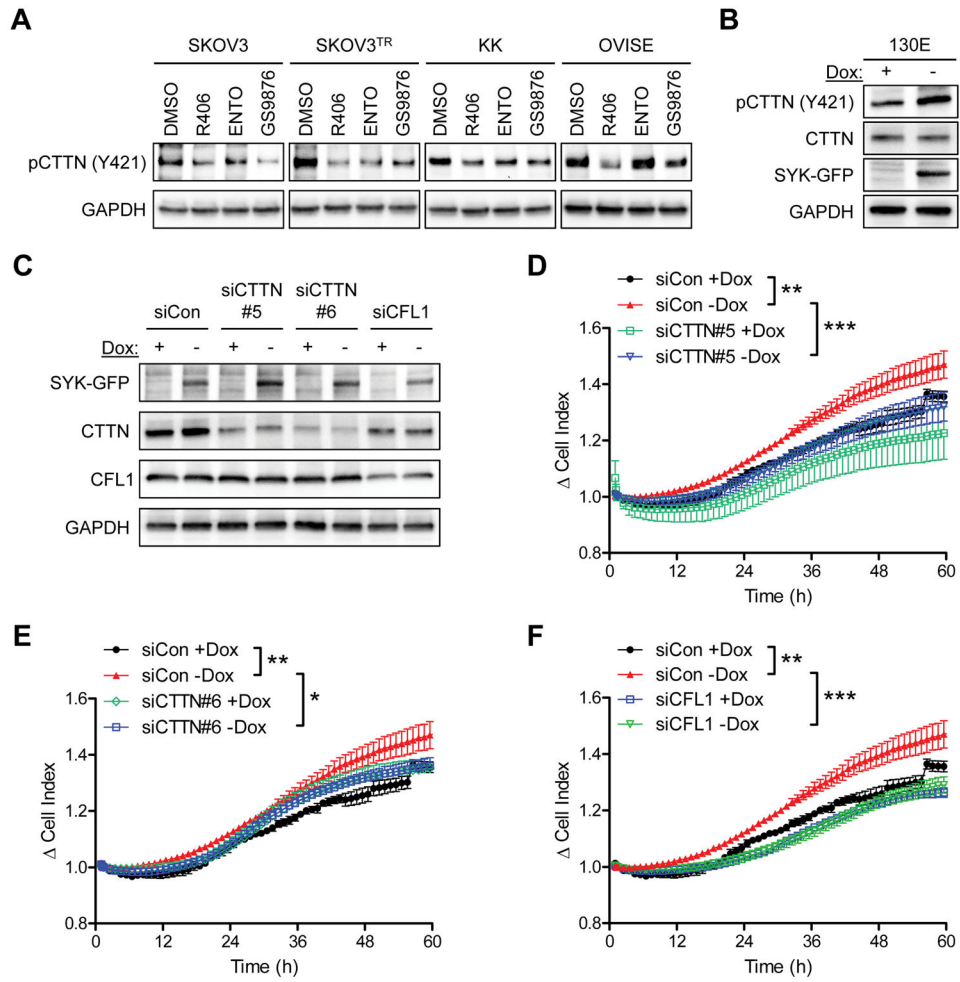 A
SKOV3 SKOV3TR KK OVISE
DMSO R406 ENTO GS9876 DMSO R406 ENTO GS9876 DMSO R406 ENTO GS9876 DMSO R406 ENTO GS9876
pCTTN (Y421)
GAPDH
B
130E
Dox: + -
pCTTN (Y421)
CTTN
SYK-GFP
GAPDH
C
siCon siCTTN #5 siCTTN #6 siCFL1
Dox: + - + - + - + -
SYK-GFP
CTTN
CFL1
GAPDH
D
siCon +Dox
siCon -Dox
siCTTN#5 +Dox
siCTTN#5 -Dox
**
***
Δ Cell Index
1.6
1.4
1.2
1.0
0.8
0 12 24 36 48 60
Time (h)
E
siCon +Dox
siCon -Dox
siCTTN#6 +Dox
siCTTN#6 -Dox
**
*
Δ Cell Index
1.6
1.4
1.2
1.0
0.8
0 12 24 36 48 60
Time (h)
F
siCon +Dox
siCon -Dox
siCFL1 +Dox
siCFL1 -Dox
**
***
Δ Cell Index
1.6
1.4
1.2
1.0
0.8
0 12 24 36 48 60
Time (h)